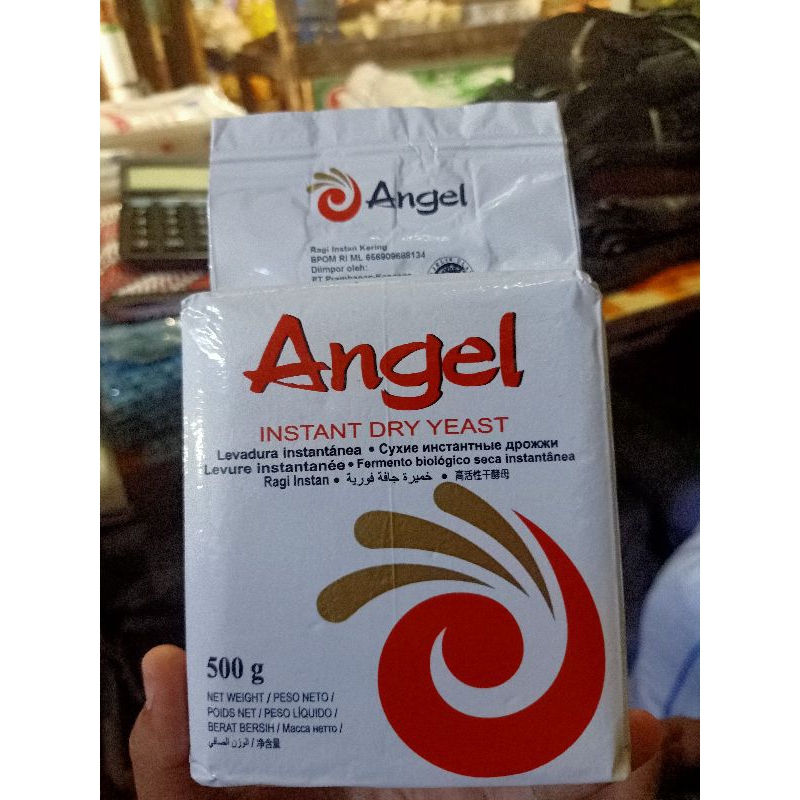 Angel
Ragi Instan Kering
BPOM RI ML 656909688134
Diimpor oleh:
Angel
INSTANT DRY YEAST
Levadura instantánea • Сухие инстантные дрожжи
Levure instantanée • Fermento biológico seca instantânea
Ragi Instan • خميرة جافة فورية • 高活性干酵母
500 g
NET WEIGHT / PESO NETO /
POIDS NET / PESO LÍQUIDO /
BERAT BERSIH / Масса нетто /
الوزن الصافي / 净含量